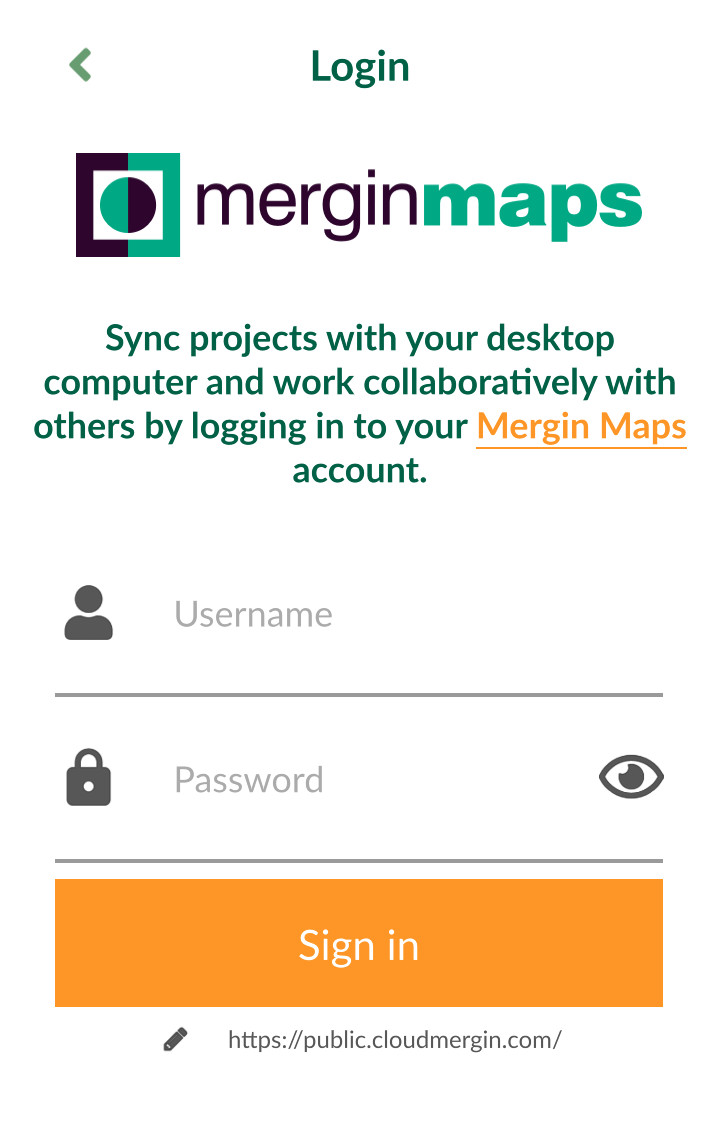 Login
merginmaps
Sync projects with your desktop
computer and work collaboratively with
others by logging in to your Mergin Maps
account.
Username
Password
Sign in
https://public.cloudmergin.com/